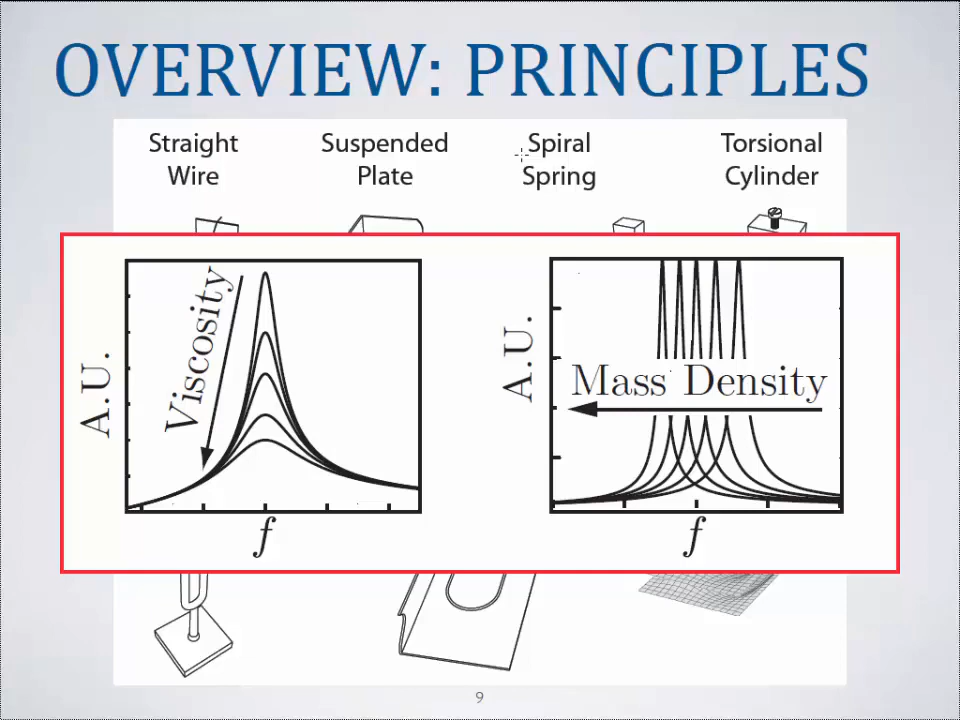 OVERVIEW: PRINCIPLES
Straight
Wire
Suspended
Plate
Spiral
Spring
Torsional
Cylinder
A.U.
Viscosity
f
A.U.
Mass Density
f
9